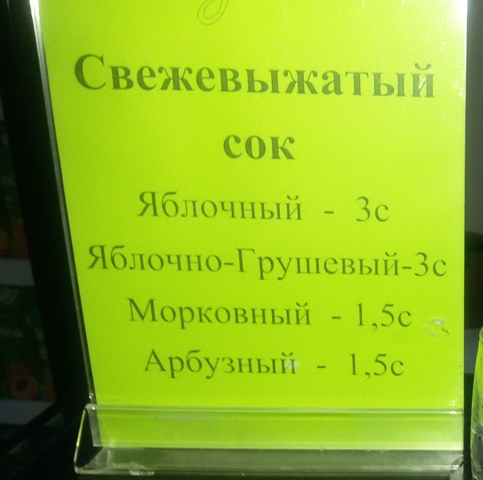 Свежевыжатый
сок
Яблочный - 3с
Яблочно-Грушевый-3с
Морковный - 1,5с
Арбузный - 1,5с